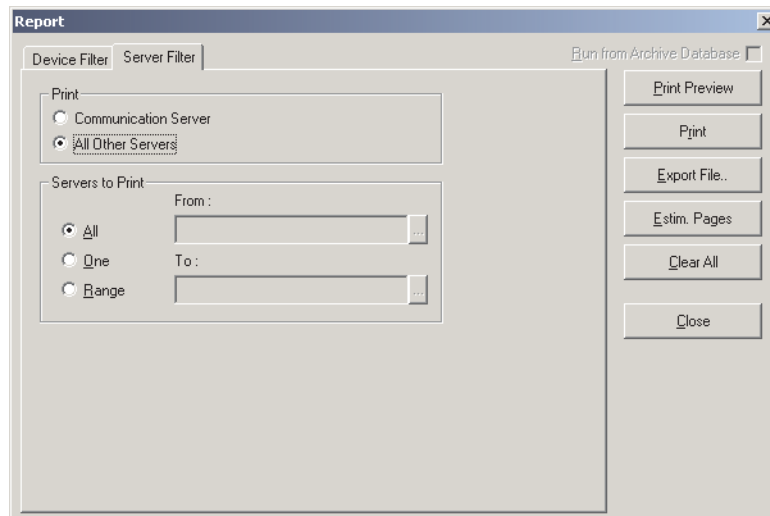 Report
Device Filter Server Filter
Run from Archive Database
Print
Communication Server
All Other Servers
Servers to Print
From :
All
...
One
To :
Range
...
Print Preview
Print
Export File..
Estim. Pages
Clear All
Close